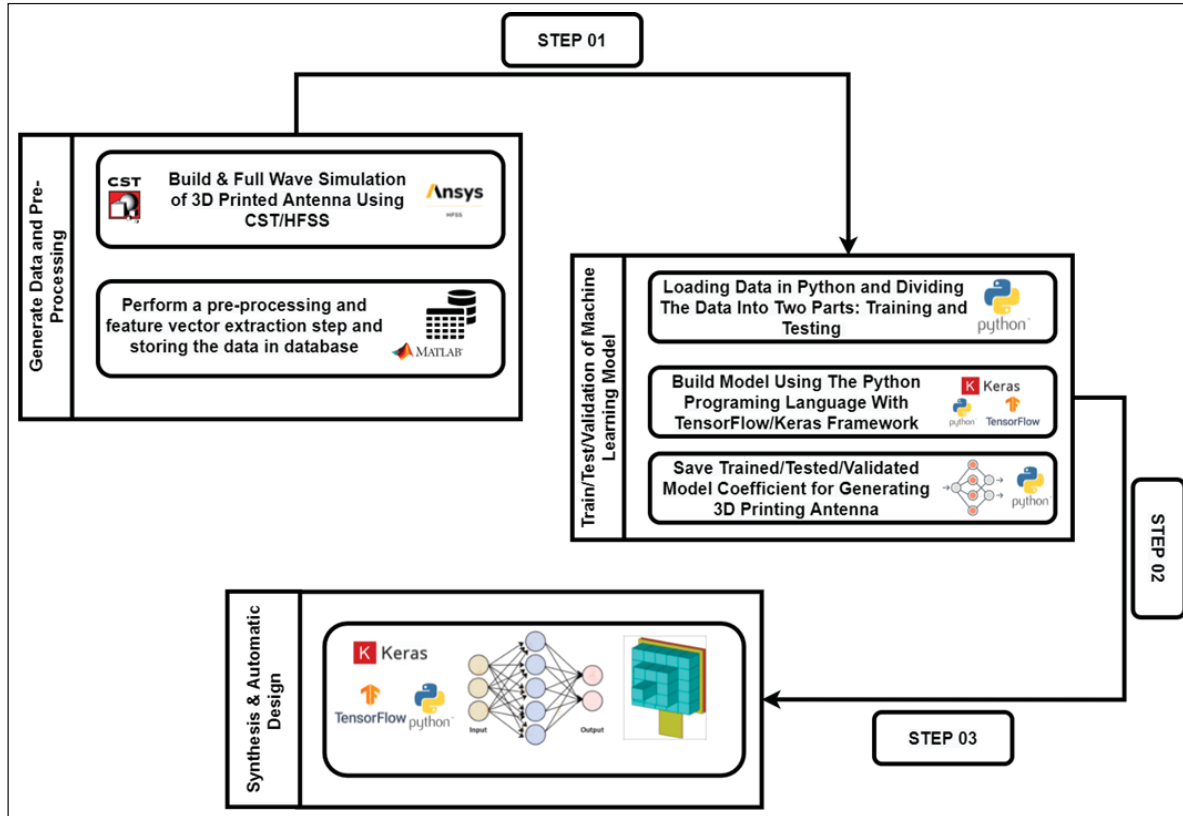 STEP 01
Generate Data and Pre-
Processing
CST
Build & Full Wave Simulation
of 3D Printed Antenna Using
CST/HFSS
Ansys
HFSS
Perform a pre-processing and
feature vector extraction step and
storing the data in database
MATLAB
Train/Test/Validation of Machine
Learning Model
Loading Data in Python and Dividing
The Data Into Two Parts: Training and
Testing
python
Build Model Using The Python
Programing Language With
TensorFlow/Keras Framework
K Keras
python
TensorFlow
Save Trained/Tested/Validated
Model Coefficient for Generating
3D Printing Antenna
python
STEP 02
Synthesis & Automatic
Design
K Keras
TensorFlow
python
Input
Output
STEP 03